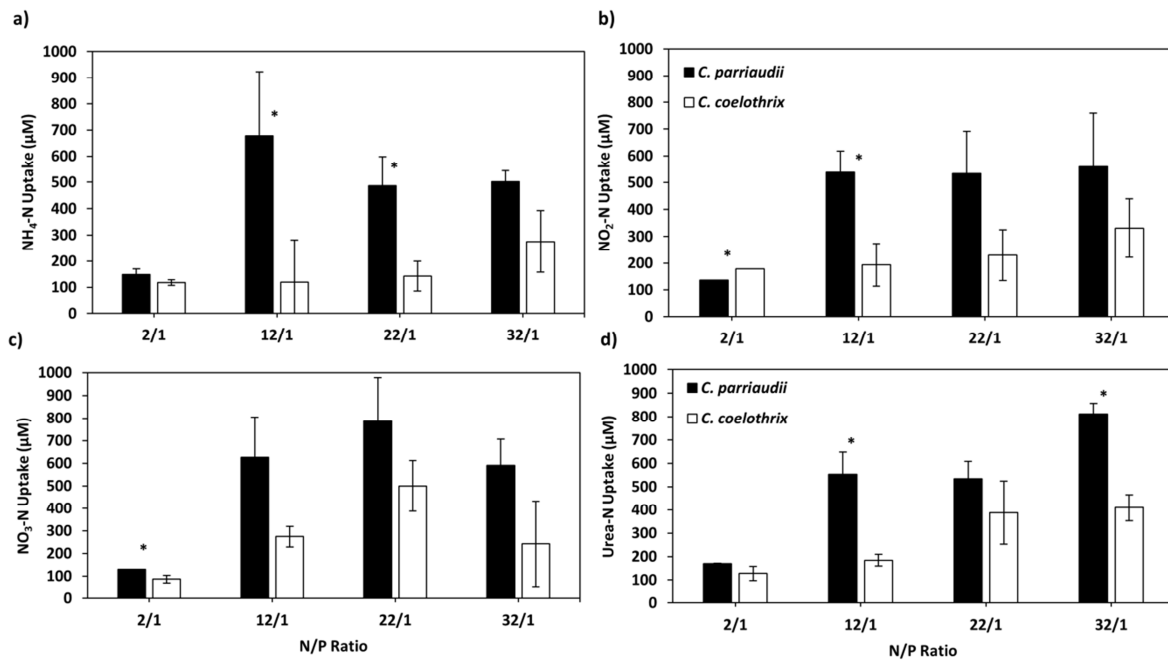 a)
NH₄-N Uptake (µM)
1000
900
800
700
600
500
400
300
200
100
0
*
*
2/1 12/1 22/1 32/1
b)
NO₂-N Uptake (µM)
1000
900
800
700
600
500
400
300
200
100
0
C. parriaudii
C. coelothrix
*
*
2/1 12/1 22/1 32/1
c)
NO₃-N Uptake (µM)
1000
900
800
700
600
500
400
300
200
100
0
*
2/1 12/1 22/1 32/1
N/P Ratio
d)
Urea-N Uptake (µM)
1000
900
800
700
600
500
400
300
200
100
0
C. parriaudii
C. coelothrix
*
*
2/1 12/1 22/1 32/1
N/P Ratio